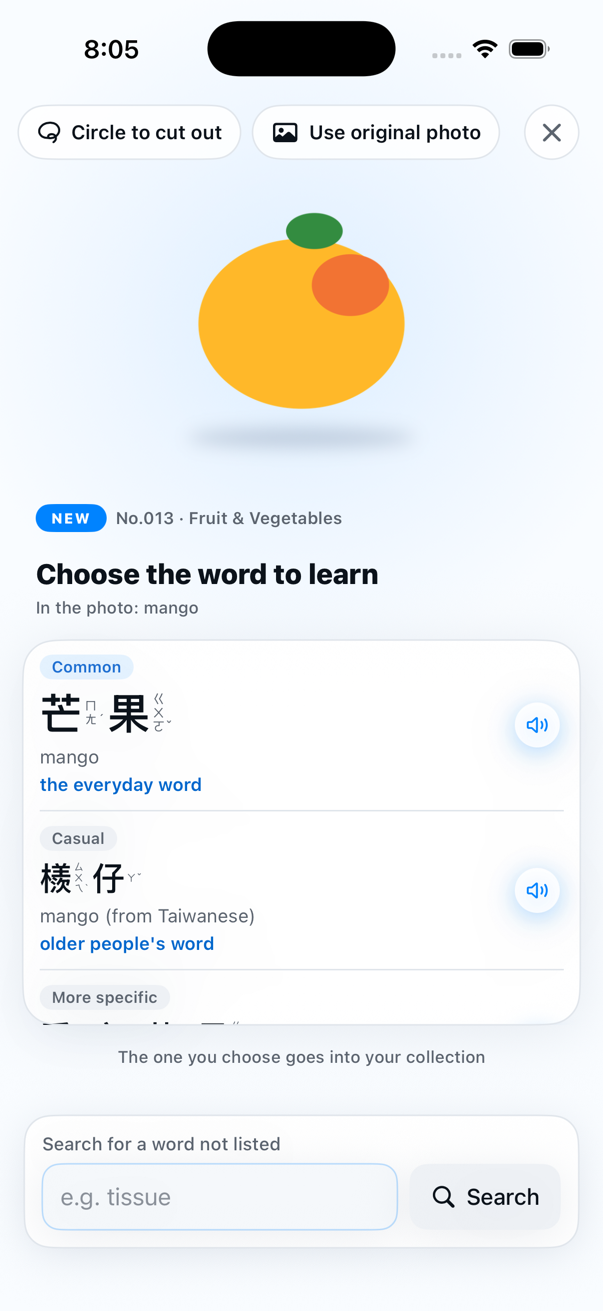 8:05
Circle to cut out
Use original photo
NEW
No.013 · Fruit & Vegetables
Choose the word to learn
In the photo: mango
Common
芒ㄇㄤˊ果ㄍㄨㄛˇ
mango
the everyday word
Casual
檨ㄙㄨㄟˋ仔ㄚˇ
mango (from Taiwanese)
older people's word
More specific
The one you choose goes into your collection
Search for a word not listed
e.g. tissue
Search